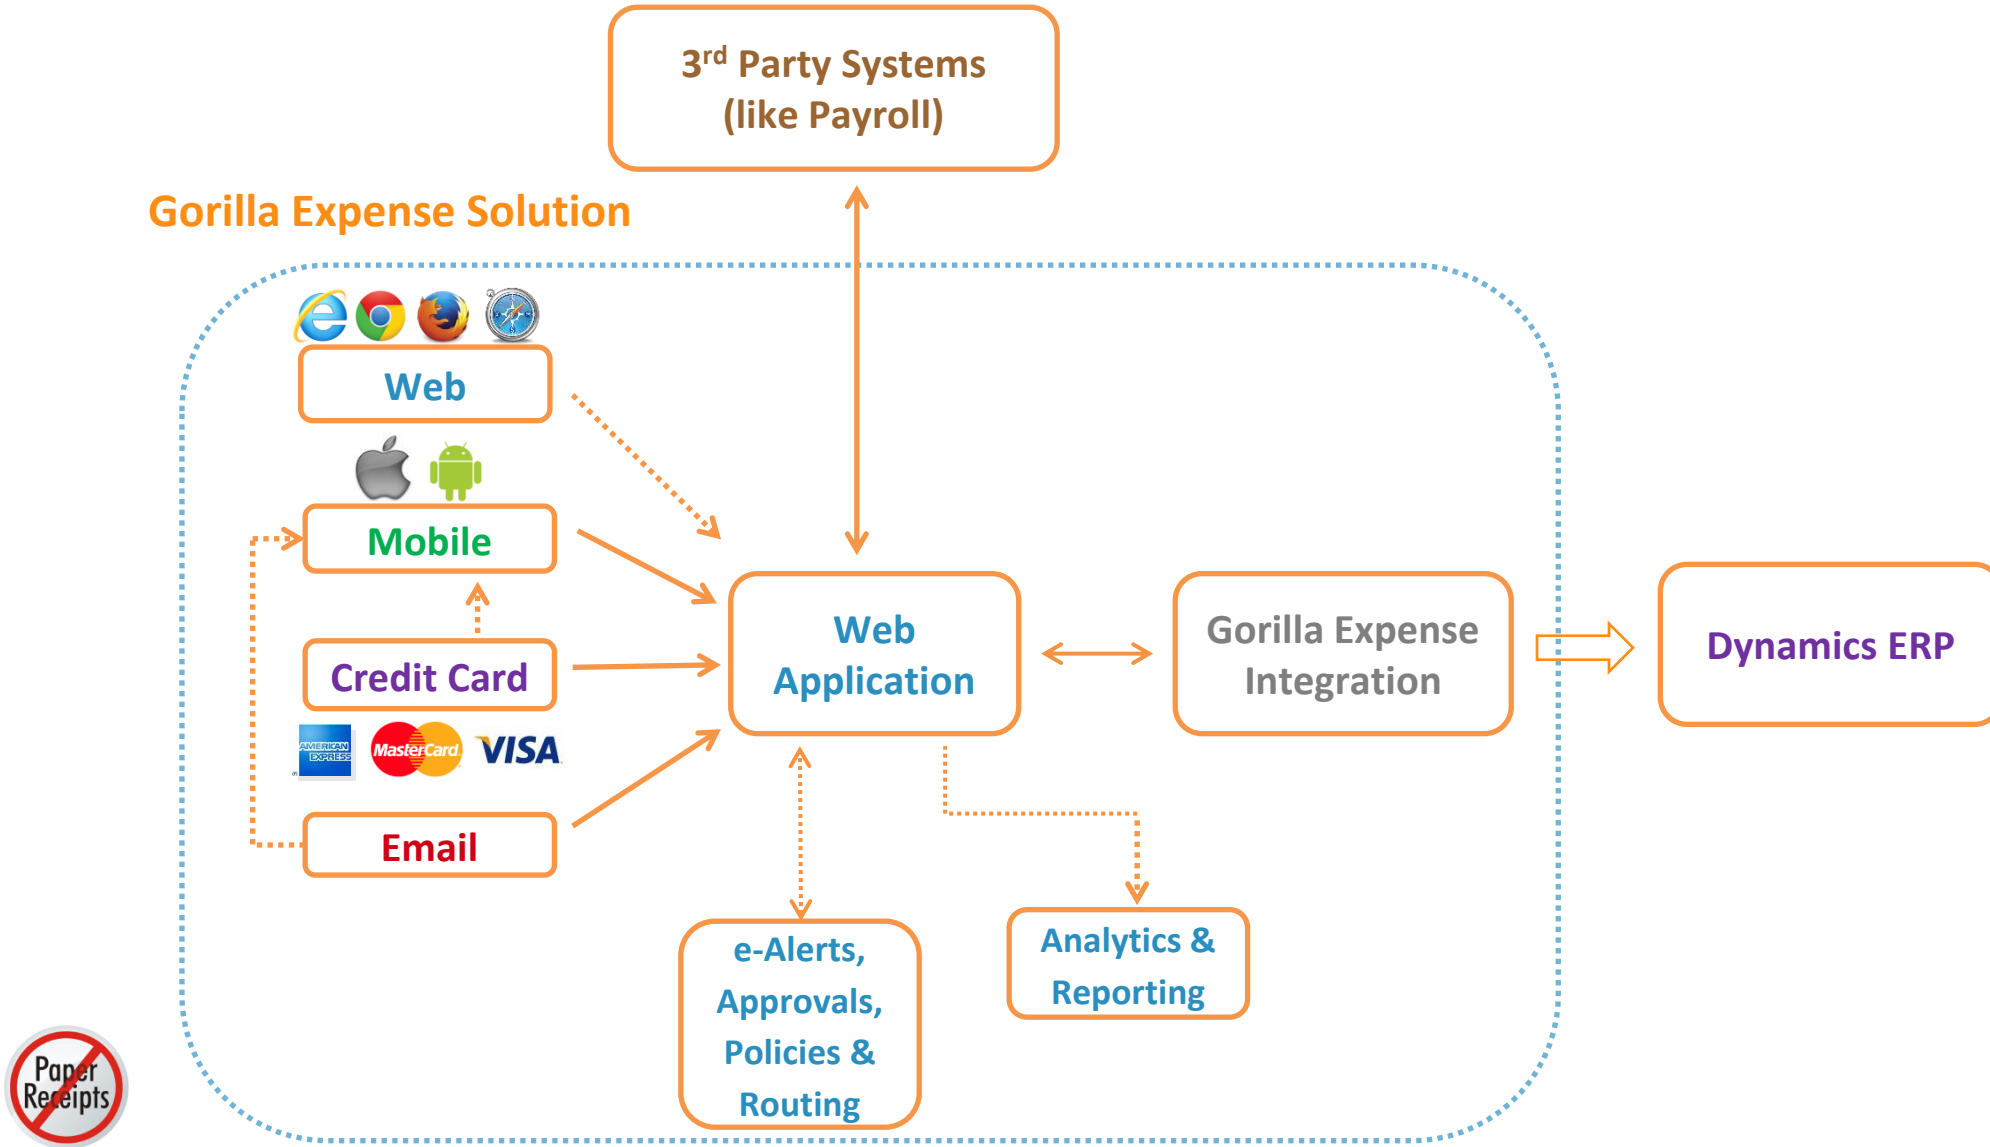 3rd Party Systems
(like Payroll)
Gorilla Expense Solution
Web
Mobile
Credit Card
AMERICAN
EXPRESS
MasterCard
VISA
Email
Web
Application
Gorilla Expense
Integration
Dynamics ERP
e-Alerts,
Approvals,
Policies &
Routing
Analytics &
Reporting
Paper
Receipts